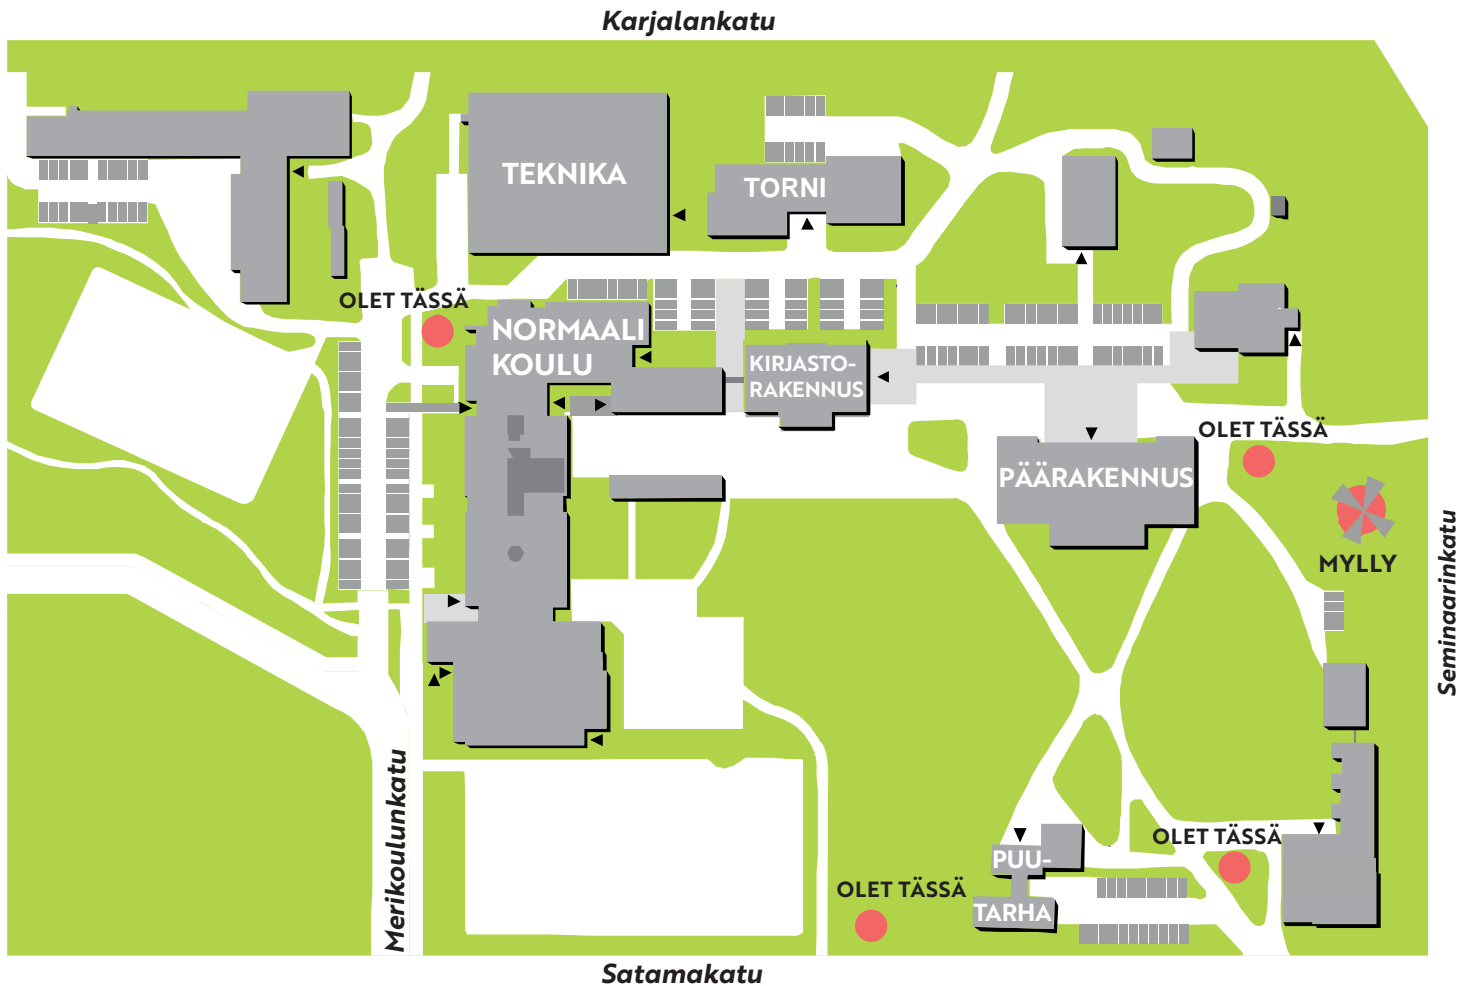 Karjalankatu
TEKNIKA
TORNI
OLET TÄSSÄ
NORMAALI
KOULU
KIRJASTO-
RAKENNUS
OLET TÄSSÄ
PÄÄRAKENNUS
MYLLY
Seminaarinkatu
Merikoulunkatu
OLET TÄSSÄ
PUU-
TARHA
OLET TÄSSÄ
Satamakatu